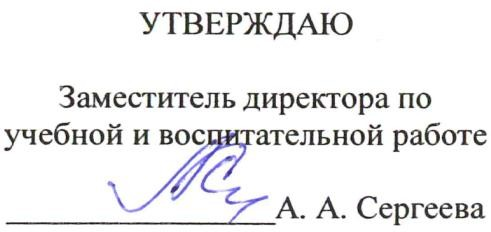 УТВЕРЖДАЮ
Заместитель директора по
учебной и воспитательной работе
А. А. Сергеева